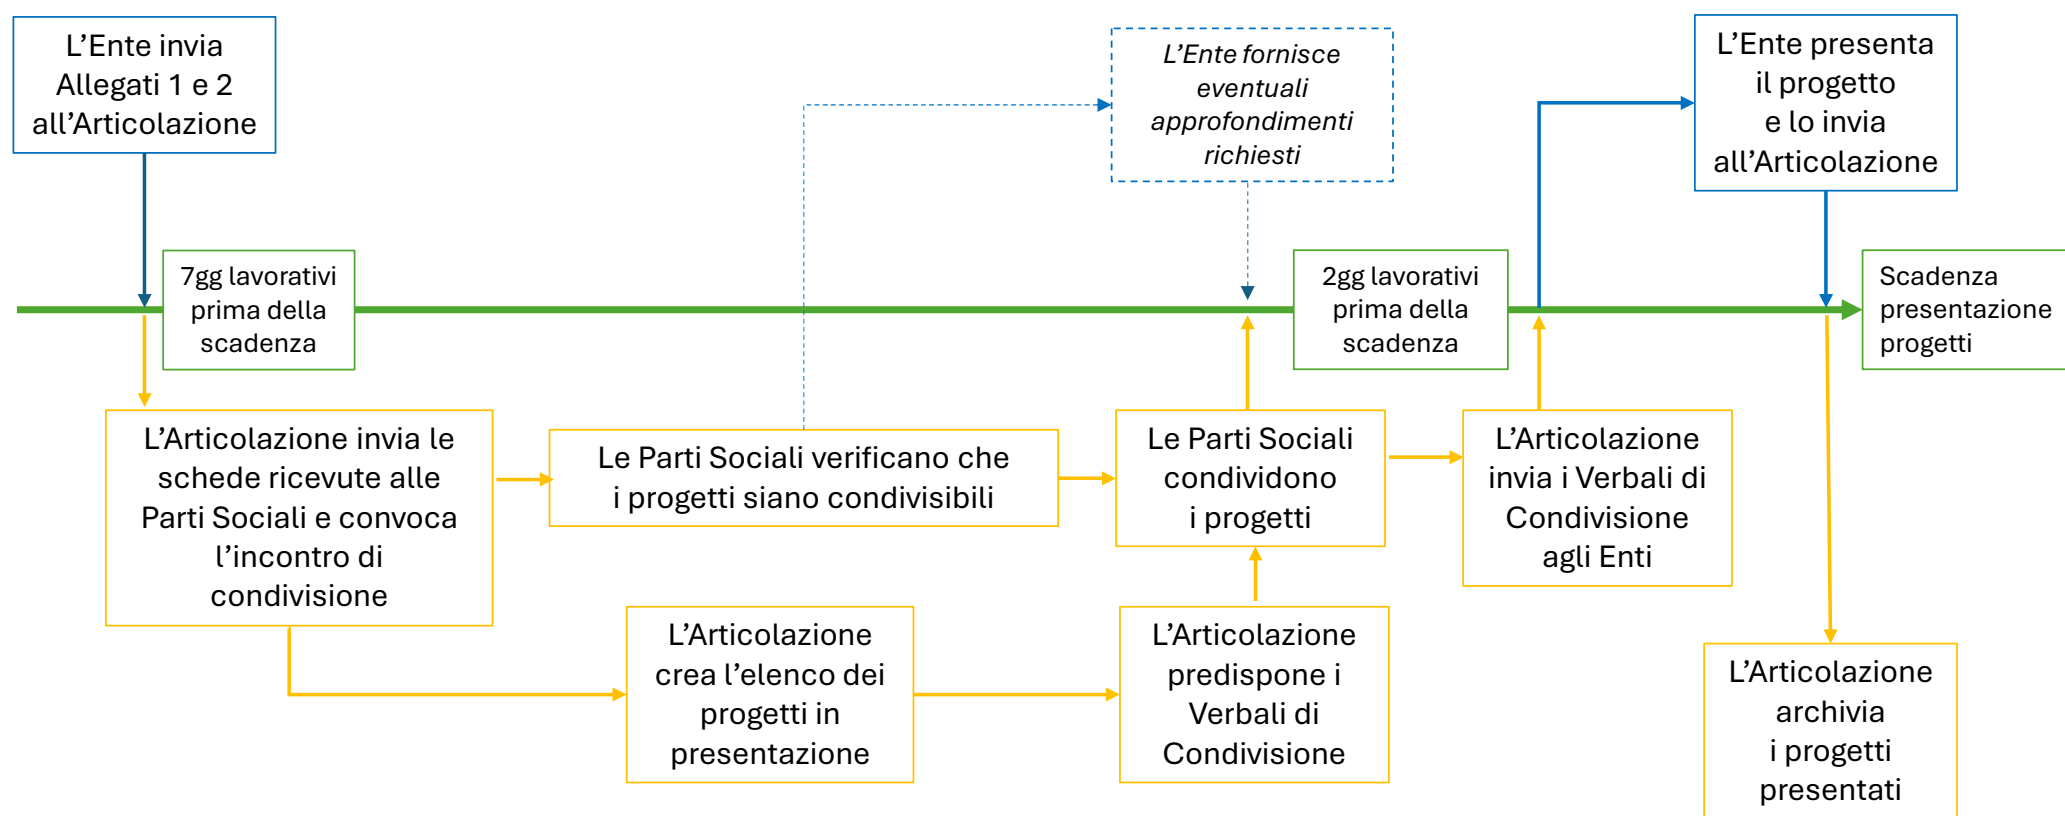 L’Ente invia
Allegati 1 e 2
all’Articolazione
L’Ente fornisce
eventuali
approfondimenti
richiesti
L’Ente presenta
il progetto
e lo invia
all’Articolazione
7gg lavorativi
prima della
scadenza
2gg lavorativi
prima della
scadenza
Scadenza
presentazione
progetti
L’Articolazione invia le
schede ricevute alle
Parti Sociali e convoca
l’incontro di
condivisione
Le Parti Sociali verificano che
i progetti siano condivisibili
Le Parti Sociali
condividono
i progetti
L’Articolazione
invia i Verbali di
Condivisione
agli Enti
L’Articolazione
crea l’elenco dei
progetti in
presentazione
L’Articolazione
predispone i
Verbali di
Condivisione
L’Articolazione
archivia
i progetti
presentati